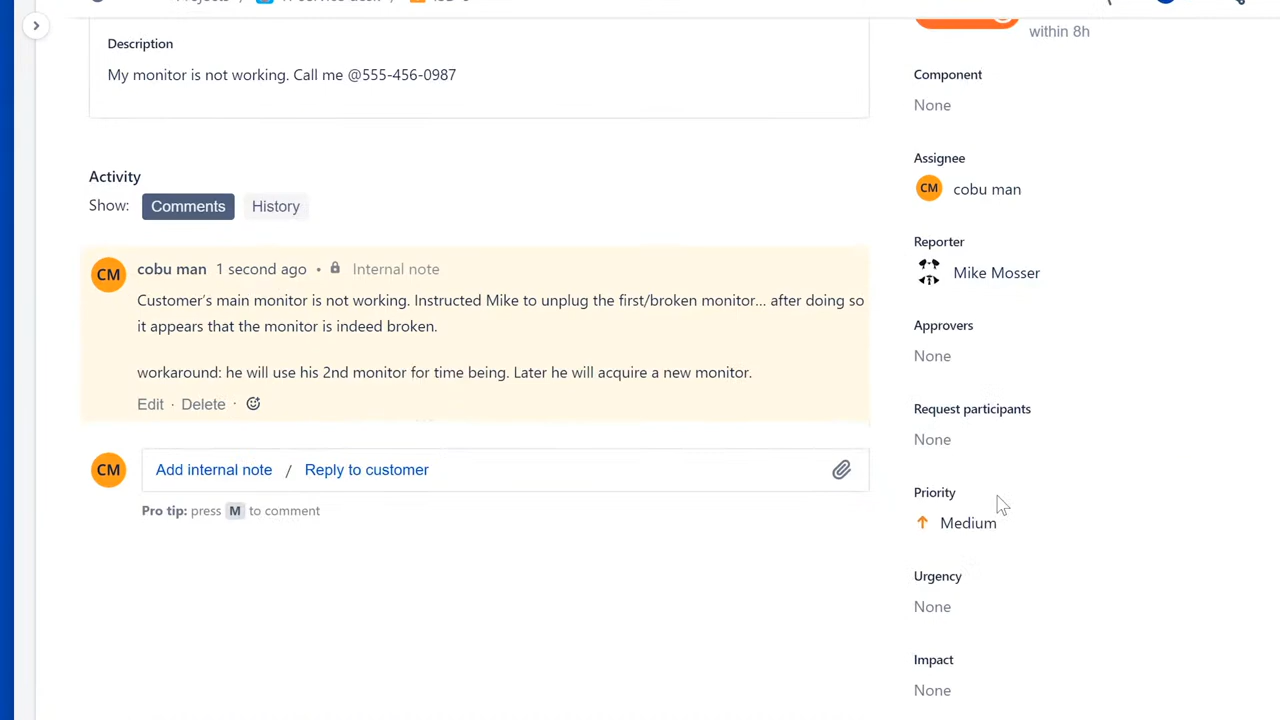 Description
My monitor is not working. Call me @555-456-0987
Activity
Show: Comments History
CM cobu man 1 second ago • Internal note
Customer's main monitor is not working. Instructed Mike to unplug the first/broken monitor... after doing so
it appears that the monitor is indeed broken.
workaround: he will use his 2nd monitor for time being. Later he will acquire a new monitor.
Edit · Delete ·
CM Add internal note / Reply to customer
Pro tip: press M to comment
within 8h
Component
None
Assignee
CM cobu man
Reporter
Mike Mosser
Approvers
None
Request participants
None
Priority
Medium
Urgency
None
Impact
None